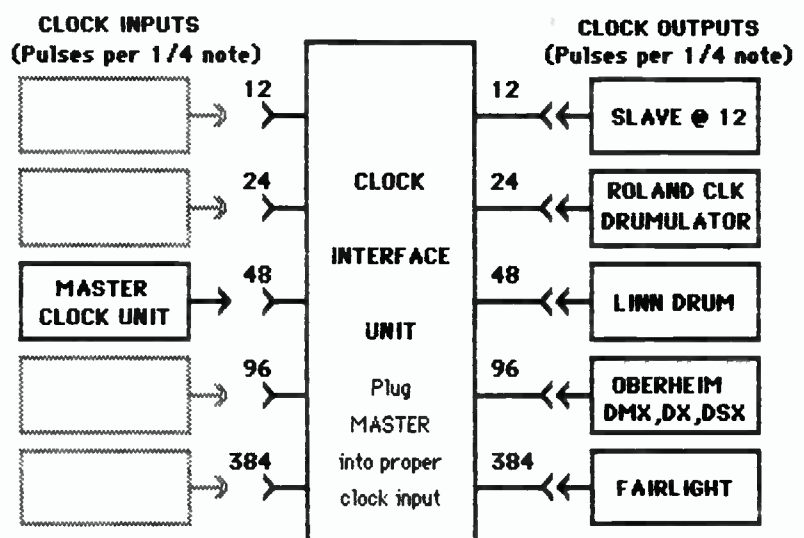 CLOCK INPUTS
(Pulses per 1/4 note)
12
24
MASTER
CLOCK UNIT
48
96
384
CLOCK
INTERFACE
UNIT
Plug
MASTER
into proper
clock input
CLOCK OUTPUTS
(Pulses per 1/4 note)
12
SLAVE @ 12
24
ROLAND CLK
DRUMULATOR
48
LINN DRUM
96
OBERHEIM
DMX,DX,DSX
384
FAIRLIGHT